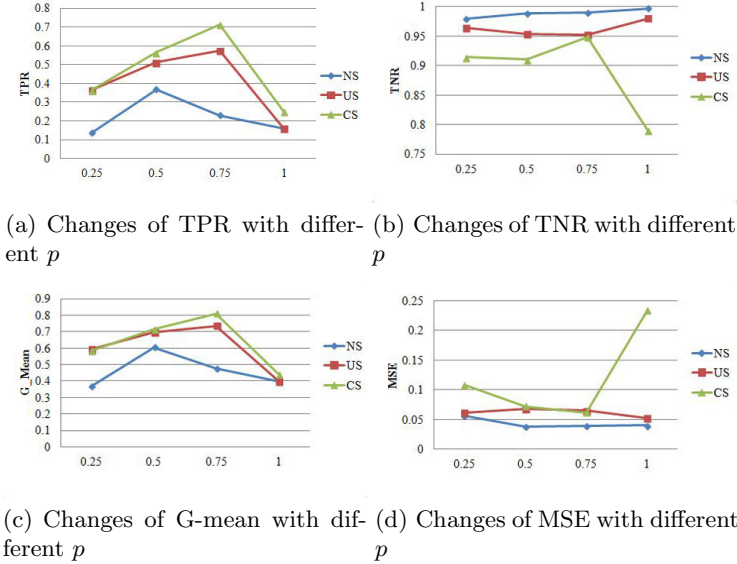 0.8
0.7
0.6
0.5
0.4
0.3
0.2
0.1
0
TPR
0.25 0.5 0.75 1
NS
US
CS
1
0.95
0.9
0.85
0.8
0.75
TNR
0.25 0.5 0.75 1
NS
US
CS
(a) Changes of TPR with differ-
ent p
(b) Changes of TNR with different
p
0.9
0.8
0.7
0.6
0.5
0.4
0.3
0.2
0.1
0
G_Mean
0.25 0.5 0.75 1
NS
US
CS
0.25
0.2
0.15
0.1
0.05
0
MSE
0.25 0.5 0.75 1
NS
US
CS
(c) Changes of G-mean with dif-
ferent p
(d) Changes of MSE with different
p